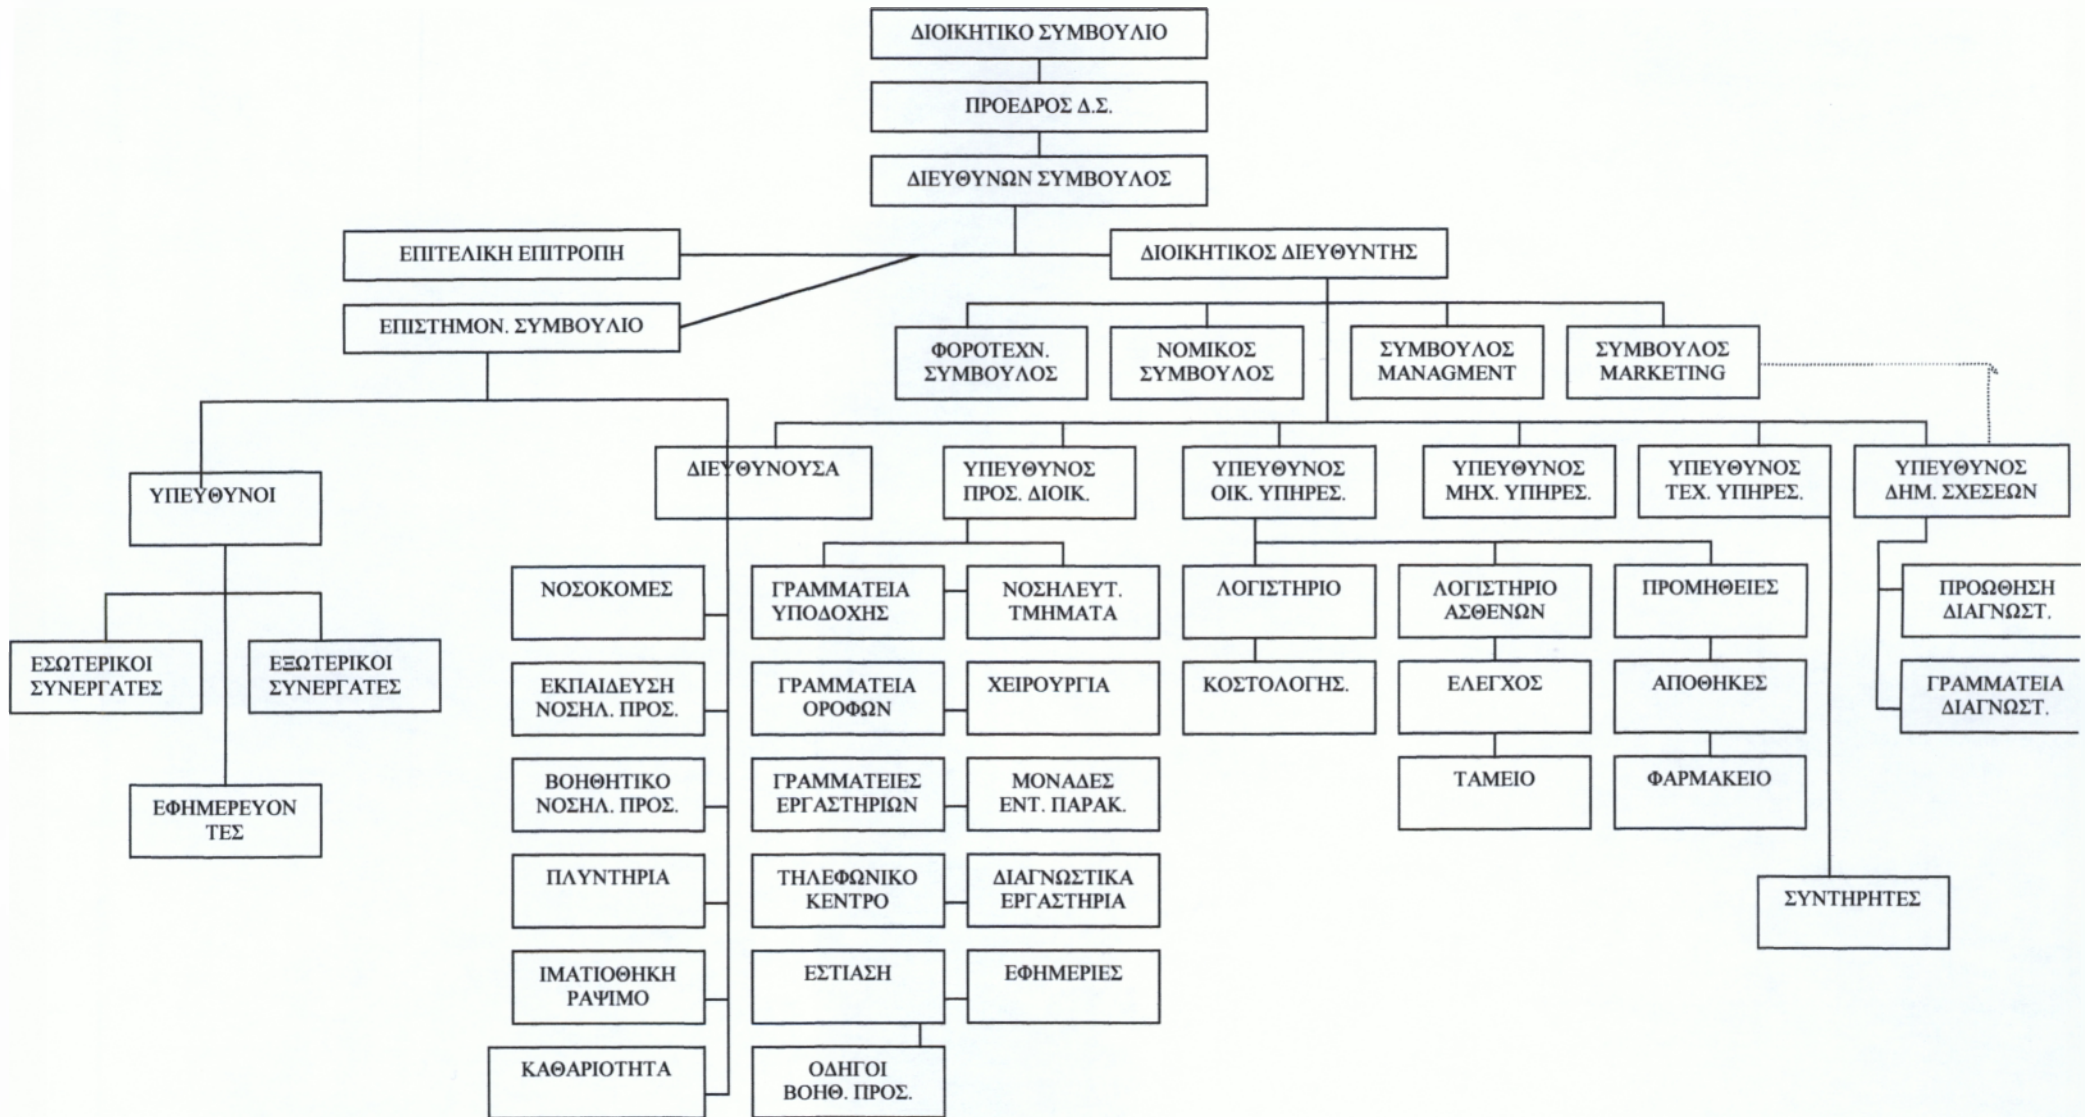 ΔΙΟΙΚΗΤΙΚΟ ΣΥΜΒΟΥΛΙΟ
ΠΡΟΕΔΡΟΣ Δ.Σ.
ΔΙΕΥΘΥΝΩΝ ΣΥΜΒΟΥΛΟΣ
ΕΠΙΤΕΛΙΚΗ ΕΠΙΤΡΟΠΗ
ΔΙΟΙΚΗΤΙΚΟΣ ΔΙΕΥΘΥΝΤΗΣ
ΕΠΙΣΤΗΜΟΝ. ΣΥΜΒΟΥΛΙΟ
ΦΟΡΟΤΕΧΝ.
ΣΥΜΒΟΥΛΟΣ
ΝΟΜΙΚΟΣ
ΣΥΜΒΟΥΛΟΣ
ΣΥΜΒΟΥΛΟΣ
MANAGMENT
ΣΥΜΒΟΥΛΟΣ
MARKETING
ΥΠΕΥΘΥΝΟΙ
ΔΙΕΥΘΥΝΟΥΣΑ
ΥΠΕΥΘΥΝΟΣ
ΠΡΟΣ. ΔΙΟΙΚ.
ΥΠΕΥΘΥΝΟΣ
ΟΙΚ. ΥΠΗΡΕΣ.
ΥΠΕΥΘΥΝΟΣ
ΜΗΧ. ΥΠΗΡΕΣ.
ΥΠΕΥΘΥΝΟΣ
ΤΕΧ. ΥΠΗΡΕΣ.
ΥΠΕΥΘΥΝΟΣ
ΔΗΜ. ΣΧΕΣΕΩΝ
ΝΟΣΟΚΟΜΕΣ
ΓΡΑΜΜΑΤΕΙΑ
ΥΠΟΔΟΧΗΣ
ΝΟΣΗΛΕΥΤ.
ΤΜΗΜΑΤΑ
ΛΟΓΙΣΤΗΡΙΟ
ΛΟΓΙΣΤΗΡΙΟ
ΑΣΘΕΝΩΝ
ΠΡΟΜΗΘΕΙΕΣ
ΠΡΟΩΘΗΣΗ
ΔΙΑΓΝΩΣΤ.
ΕΣΩΤΕΡΙΚΟΙ
ΣΥΝΕΡΓΑΤΕΣ
ΕΞΩΤΕΡΙΚΟΙ
ΣΥΝΕΡΓΑΤΕΣ
ΕΚΠΑΙΔΕΥΣΗ
ΝΟΣΗΛ. ΠΡΟΣ.
ΓΡΑΜΜΑΤΕΙΑ
ΟΡΟΦΩΝ
ΧΕΙΡΟΥΡΓΙΑ
ΚΟΣΤΟΛΟΓΗΣ.
ΕΛΕΓΧΟΣ
ΑΠΟΘΗΚΕΣ
ΓΡΑΜΜΑΤΕΙΑ
ΔΙΑΓΝΩΣΤ.
ΕΦΗΜΕΡΕΥΟΝ
ΤΕΣ
ΒΟΗΘΗΤΙΚΟ
ΝΟΣΗΛ. ΠΡΟΣ.
ΓΡΑΜΜΑΤΕΙΕΣ
ΕΡΓΑΣΤΗΡΙΩΝ
ΜΟΝΑΔΕΣ
ΕΝΤ. ΠΑΡΑΚ.
ΤΑΜΕΙΟ
ΦΑΡΜΑΚΕΙΟ
ΠΛΥΝΤΗΡΙΑ
ΤΗΛΕΦΩΝΙΚΟ
ΚΕΝΤΡΟ
ΔΙΑΓΝΩΣΤΙΚΑ
ΕΡΓΑΣΤΗΡΙΑ
ΣΥΝΤΗΡΗΤΕΣ
ΙΜΑΤΙΟΘΗΚΗ
ΡΑΨΙΜΟ
ΕΣΤΙΑΣΗ
ΕΦΗΜΕΡΙΕΣ
ΚΑΘΑΡΙΟΤΗΤΑ
ΟΔΗΓΟΙ
ΒΟΗΘ. ΠΡΟΣ.